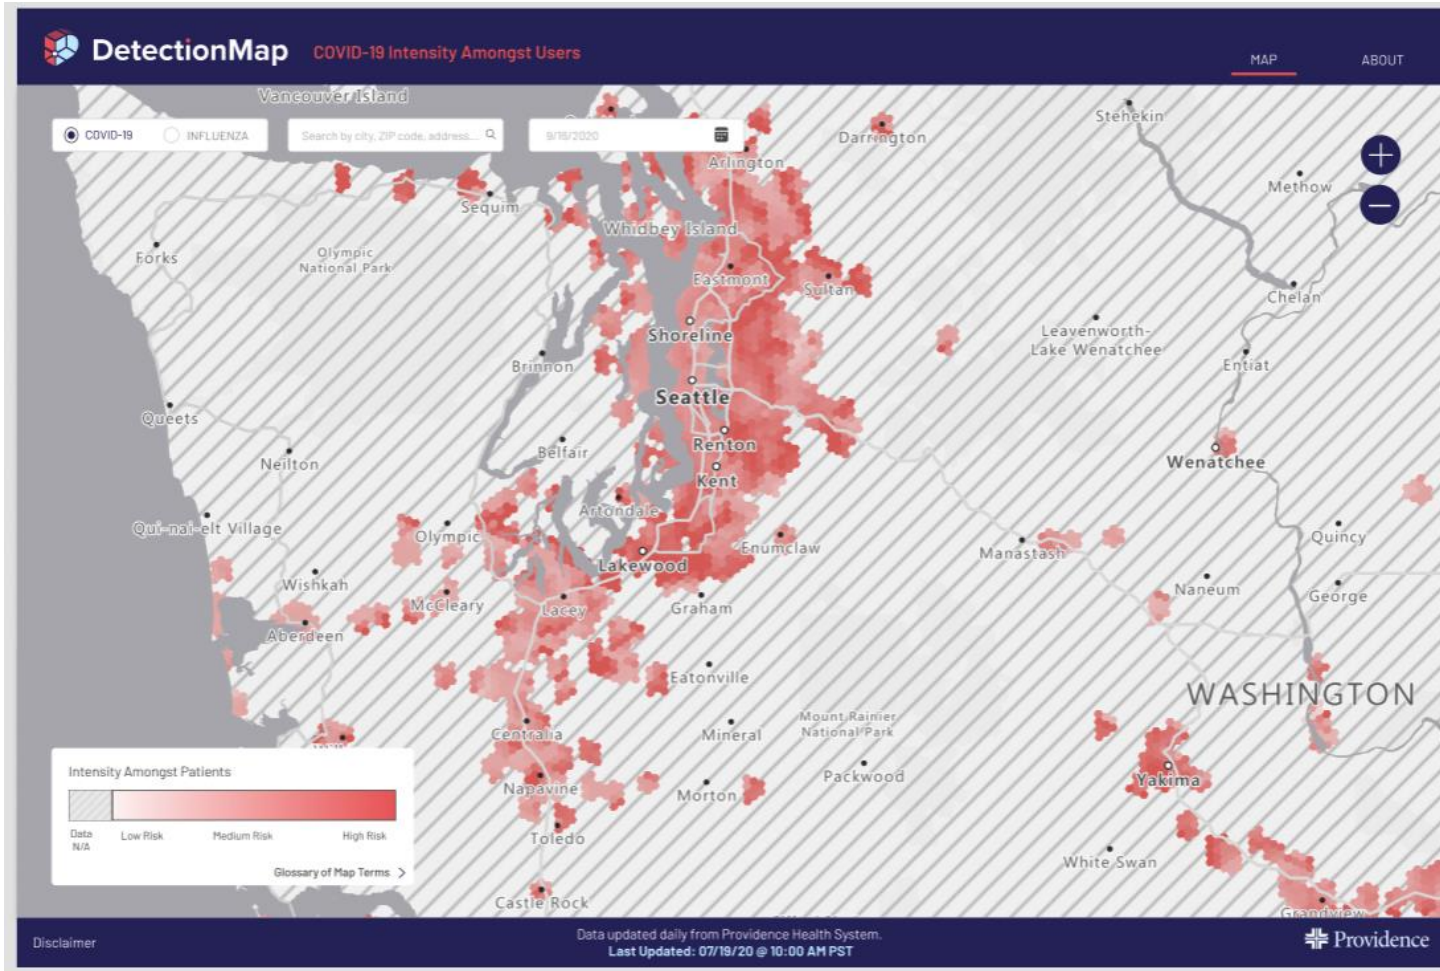 DetectionMap
COVID-19 Intensity Amongst Users
MAP
ABOUT
Vancouver Island
COVID-19
INFLUENZA
Search by city, ZIP code, address...
9/16/2020
Stehekin
Darrington
Arlington
Methow
Sequim
Whidbey Island
Forks
Olympic
National Park
Eastmont
Sultan
Chelan
Shoreline
Leavenworth-
Lake Wenatchee
Brinnon
Entiat
Seattle
Queets
Renton
Belfair
Neilton
Wenatchee
Kent
Artondale
Qui-nai-elt Village
Olympic
Enumclaw
Manastash
Quincy
Lakewood
Wishkah
McCleary
Lacey
Graham
Naneum
George
Aberdeen
Eatonville
WASHINGTON
Mount Rainier
National Park
Centralia
Mineral
Intensity Amongst Patients
Napavine
Morton
Packwood
Yakima
Data
N/A
Low Risk
Medium Risk
High Risk
Toledo
White Swan
Glossary of Map Terms >
Castle Rock
Grandview
Disclaimer
Data updated daily from Providence Health System.
Last Updated: 07/19/20 @ 10:00 AM PST
Providence